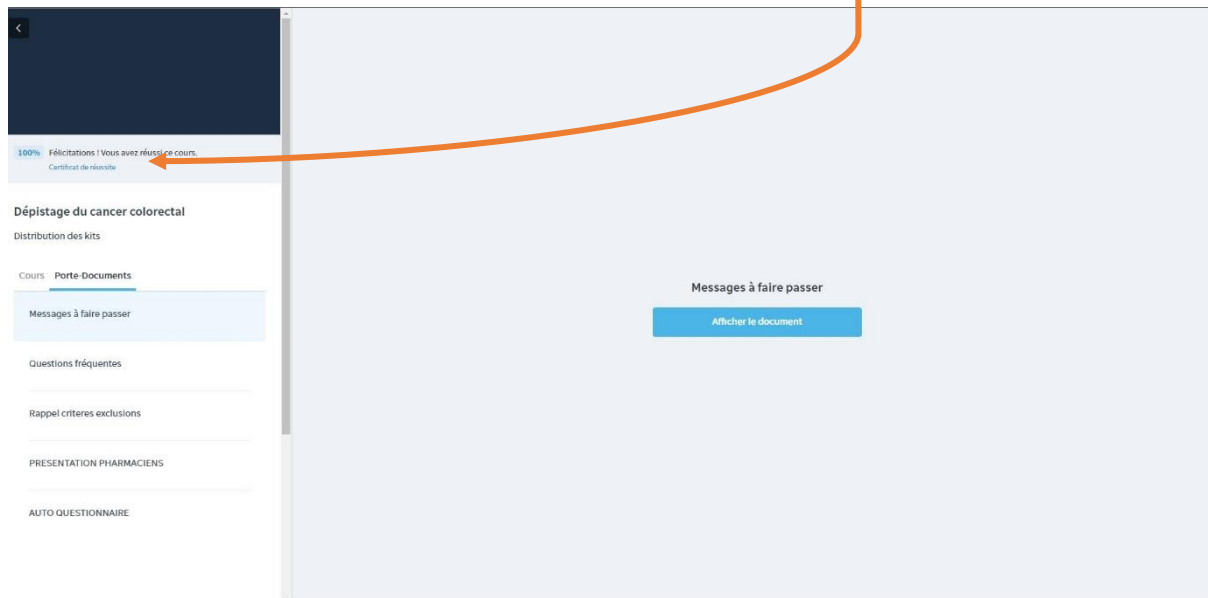 100% Félicitations ! Vous avez réussi ce cours.
Certificat de réussite
Dépistage du cancer colorectal
Distribution des kits
Cours Porte-Documents
Messages à faire passer
Questions fréquentes
Rappel criteres exclusions
PRESENTATION PHARMACIENS
AUTO QUESTIONNAIRE
Messages à faire passer
Afficher le document